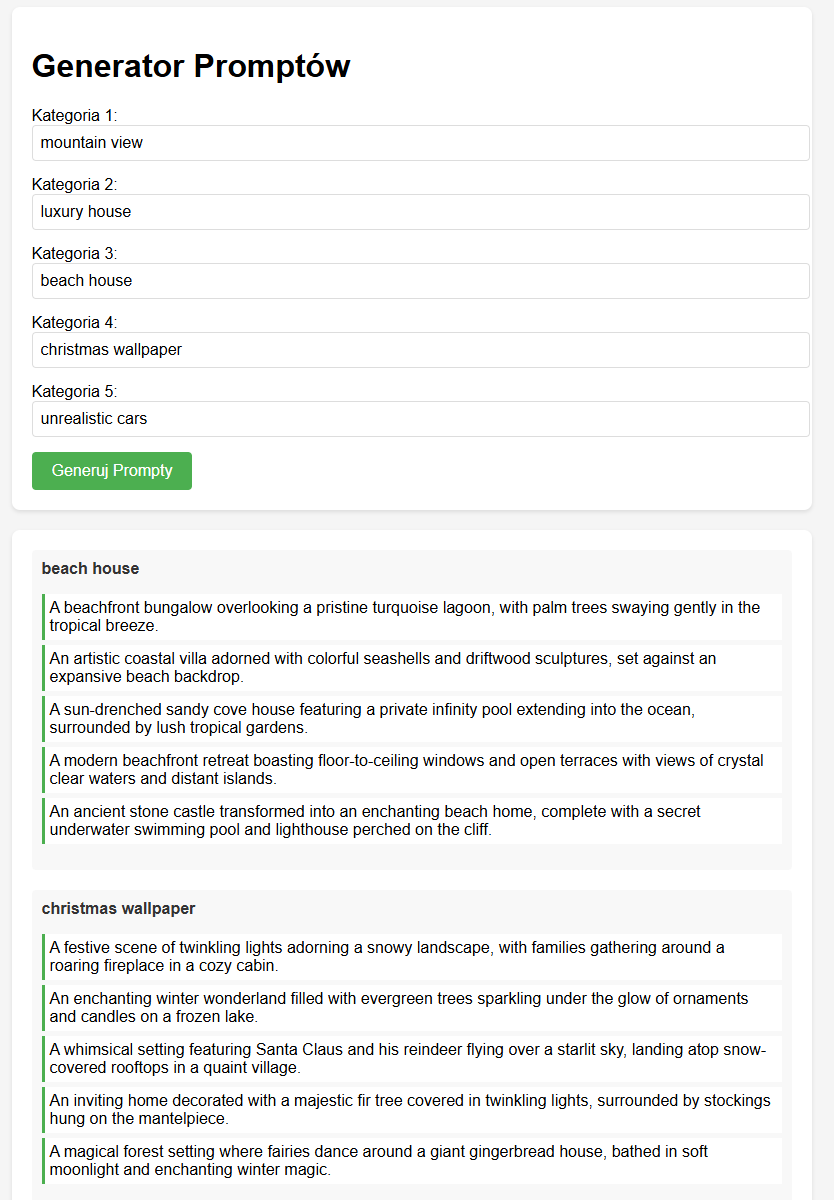 Generator Promptów
Kategoria 1:
mountain view
Kategoria 2:
luxury house
Kategoria 3:
beach house
Kategoria 4:
christmas wallpaper
Kategoria 5:
unrealistic cars
Generuj Prompty
beach house
A beachfront bungalow overlooking a pristine turquoise lagoon, with palm trees swaying gently in the
tropical breeze.
An artistic coastal villa adorned with colorful seashells and driftwood sculptures, set against an
expansive beach backdrop.
A sun-drenched sandy cove house featuring a private infinity pool extending into the ocean,
surrounded by lush tropical gardens.
A modern beachfront retreat boasting floor-to-ceiling windows and open terraces with views of crystal
clear waters and distant islands.
An ancient stone castle transformed into an enchanting beach home, complete with a secret
underwater swimming pool and lighthouse perched on the cliff.
christmas wallpaper
A festive scene of twinkling lights adorning a snowy landscape, with families gathering around a
roaring fireplace in a cozy cabin.
An enchanting winter wonderland filled with evergreen trees sparkling under the glow of ornaments
and candles on a frozen lake.
A whimsical setting featuring Santa Claus and his reindeer flying over a starlit sky, landing atop snow-
covered rooftops in a quaint village.
An inviting home decorated with a majestic fir tree covered in twinkling lights, surrounded by stockings
hung on the mantelpiece.
A magical forest setting where fairies dance around a giant gingerbread house, bathed in soft
moonlight and enchanting winter magic.